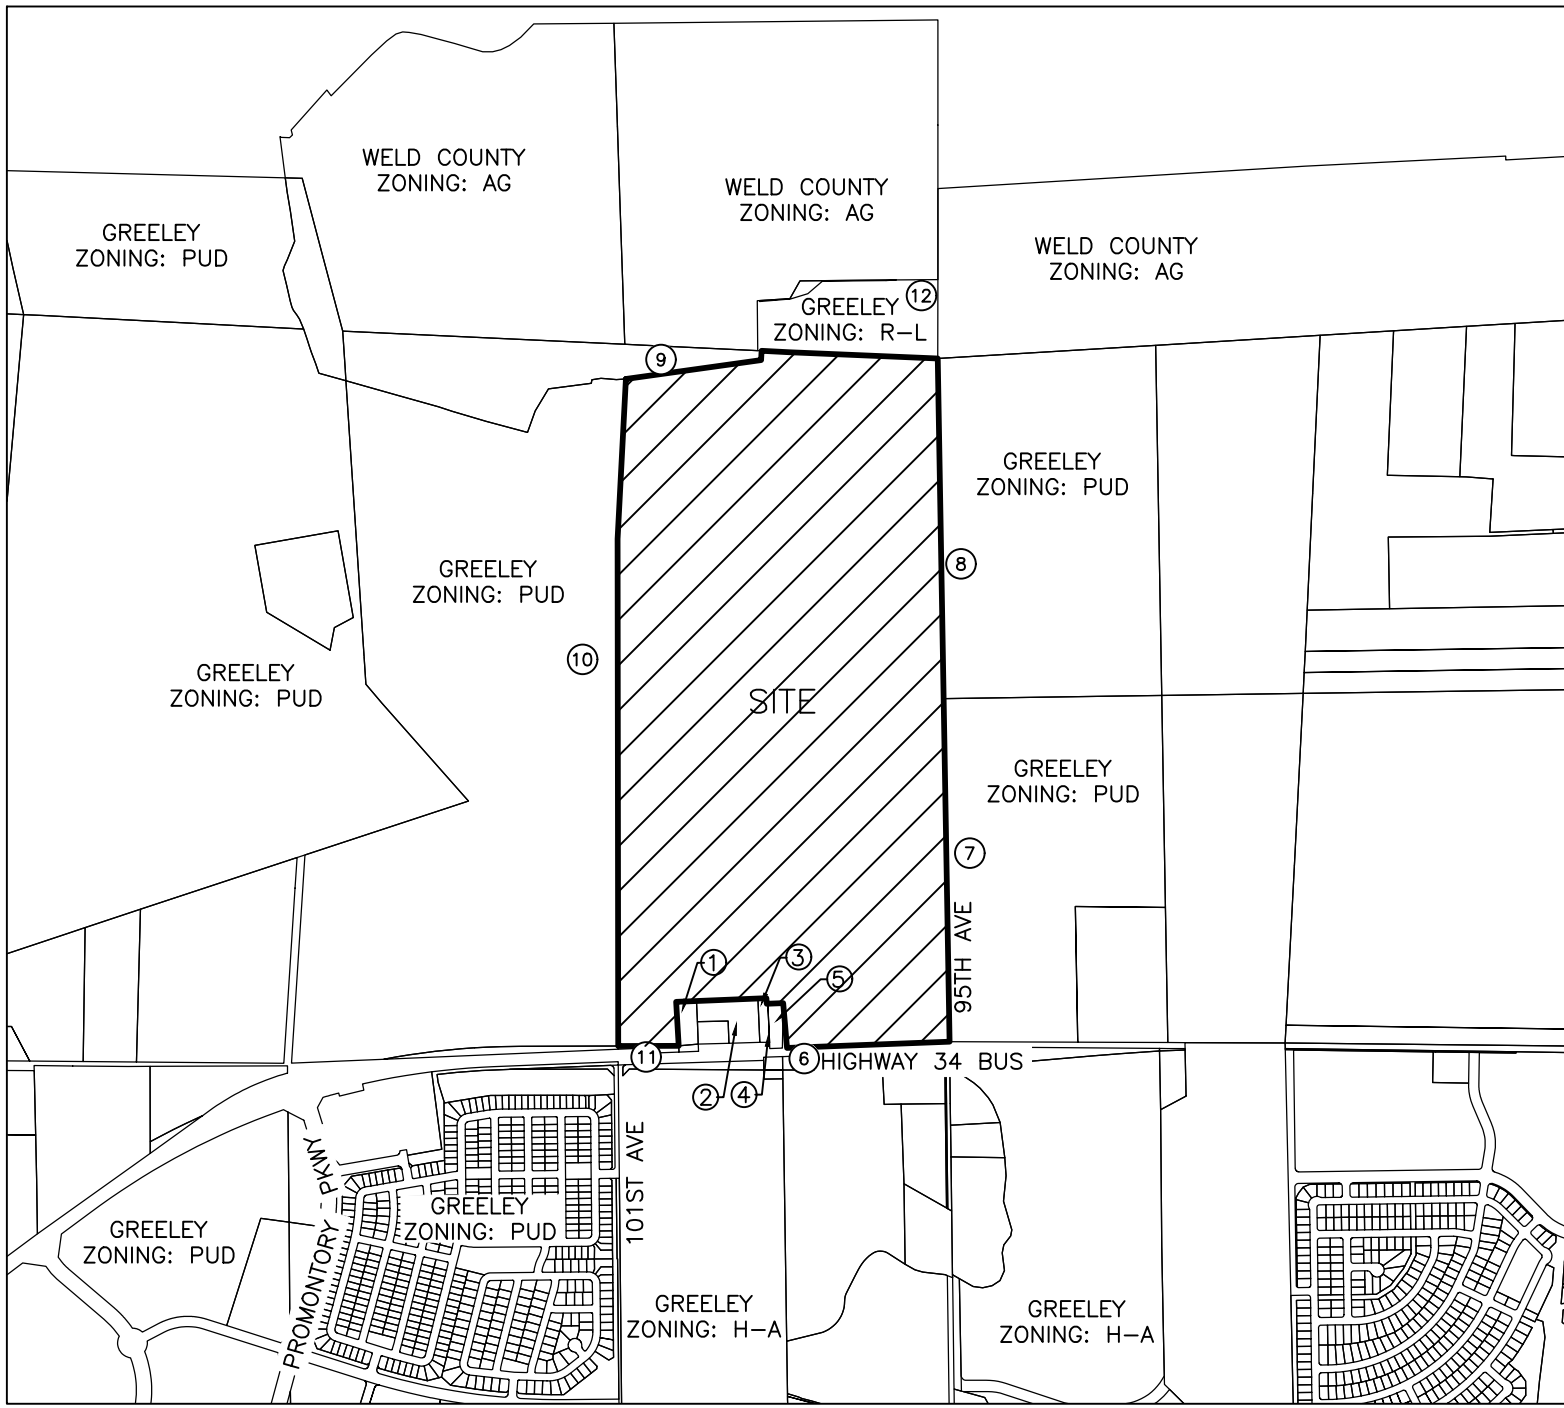 WELD COUNTY
ZONING: AG
WELD COUNTY
ZONING: AG
GREELEY
ZONING: PUD
WELD COUNTY
ZONING: AG
GREELEY
ZONING: R-L
12
9
GREELEY
ZONING: PUD
8
GREELEY
ZONING: PUD
10
GREELEY
ZONING: PUD
SITE
GREELEY
ZONING: PUD
7
95TH AVE
1
3
5
11
6
HIGHWAY 34 BUS
2
4
101ST AVE
PROMONTORY PKWY
GREELEY
ZONING: PUD
GREELEY
ZONING: PUD
GREELEY
ZONING: H-A
GREELEY
ZONING: H-A